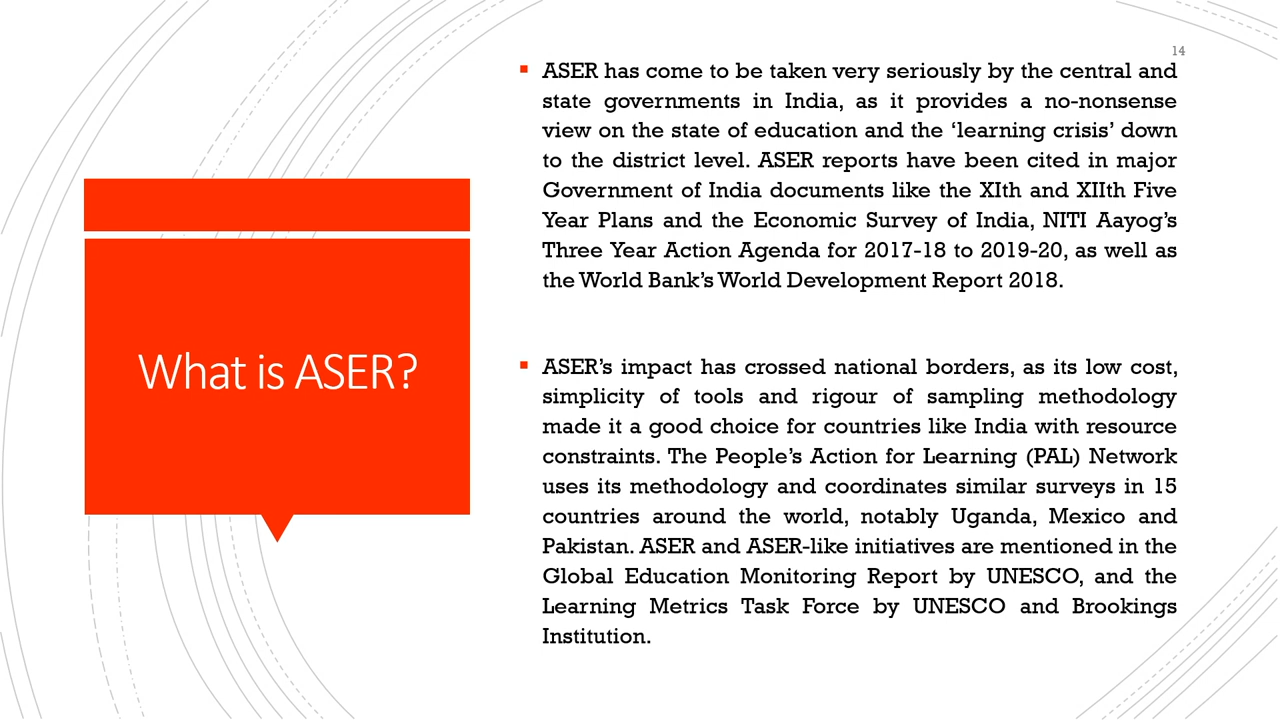 14
ASER has come to be taken very seriously by the central and
state governments in India, as it provides a no-nonsense
view on the state of education and the ‘learning crisis’ down
to the district level. ASER reports have been cited in major
Government of India documents like the XIth and XIIth Five
Year Plans and the Economic Survey of India, NITI Aayog’s
Three Year Action Agenda for 2017-18 to 2019-20, as well as
the World Bank’s World Development Report 2018.
What is ASER?
ASER’s impact has crossed national borders, as its low cost,
simplicity of tools and rigour of sampling methodology
made it a good choice for countries like India with resource
constraints. The People’s Action for Learning (PAL) Network
uses its methodology and coordinates similar surveys in 15
countries around the world, notably Uganda, Mexico and
Pakistan. ASER and ASER-like initiatives are mentioned in the
Global Education Monitoring Report by UNESCO, and the
Learning Metrics Task Force by UNESCO and Brookings
Institution.